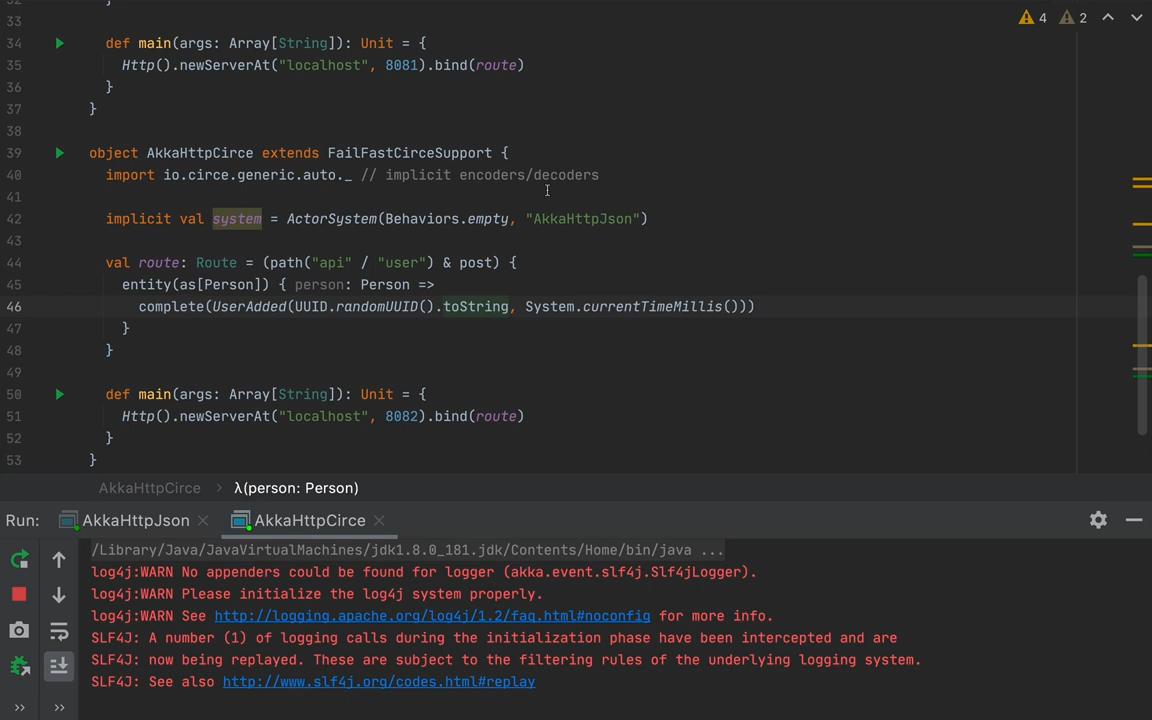 4 2
32 }
33
34 def main(args: Array[String]): Unit = {
35 Http().newServerAt("localhost", 8081).bind(route)
36 }
37 }
38
39 object AkkaHttpCirce extends FailFastCirceSupport {
40 import io.circe.generic.auto._ // implicit encoders/decoders
41
42 implicit val system = ActorSystem(Behaviors.empty, "AkkaHttpJson")
43
44 val route: Route = (path("api" / "user") & post) {
45 entity(as[Person]) { person: Person =>
46 complete(UserAdded(UUID.randomUUID().toString, System.currentTimeMillis()))
47 }
48 }
49
50 def main(args: Array[String]): Unit = {
51 Http().newServerAt("localhost", 8082).bind(route)
52 }
53 }
AkkaHttpCirce > λ(person: Person)
Run: AkkaHttpJson × AkkaHttpCirce ×
/Library/Java/JavaVirtualMachines/jdk1.8.0_181.jdk/Contents/Home/bin/java ...
log4j:WARN No appenders could be found for logger (akka.event.slf4j.Slf4jLogger).
log4j:WARN Please initialize the log4j system properly.
log4j:WARN See http://logging.apache.org/log4j/1.2/faq.html#noconfig for more info.
SLF4J: A number (1) of logging calls during the initialization phase have been intercepted and are
SLF4J: now being replayed. These are subject to the filtering rules of the underlying logging system.
SLF4J: See also http://www.slf4j.org/codes.html#replay